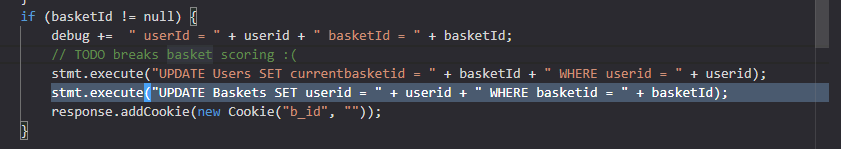 if (basketId != null) {
debug += " userId = " + userid + " basketId = " + basketId;
// TODO breaks basket scoring :(
stmt.execute("UPDATE Users SET currentbasketid = " + basketId + " WHERE userid = " + userid);
stmt.execute("UPDATE Baskets SET userid = " + userid + " WHERE basketid = " + basketId);
response.addCookie(new Cookie("b_id", ""));
}